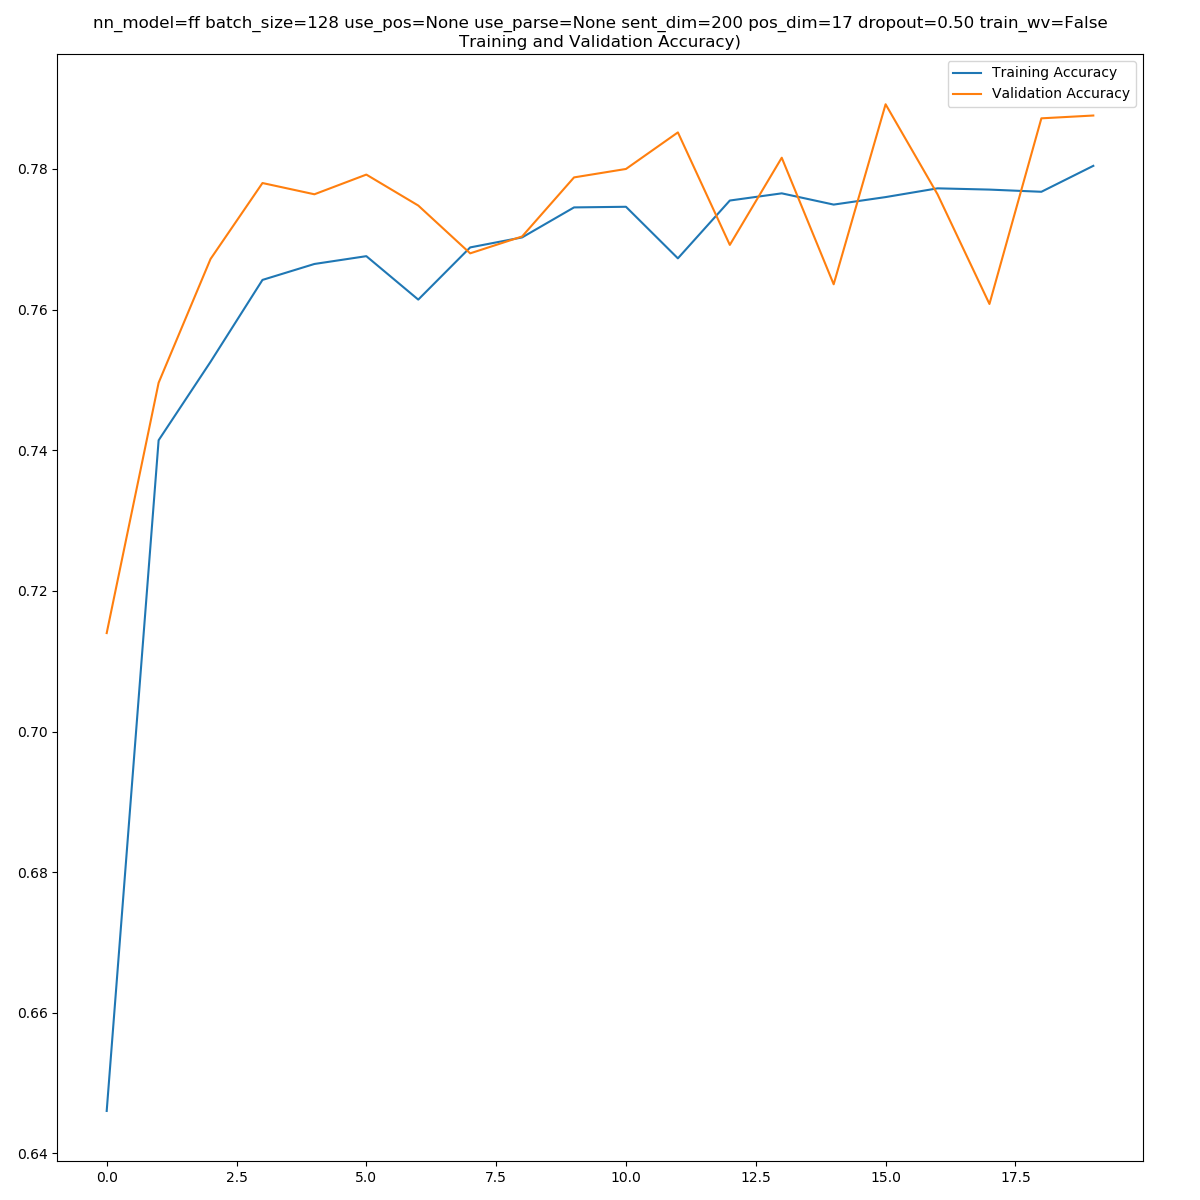 nn_model=ff batch_size=128 use_pos=None use_parse=None sent_dim=200 pos_dim=17 dropout=0.50 train_wv=False
Training and Validation Accuracy)
Training Accuracy
Validation Accuracy
0.78
0.76
0.74
0.72
0.70
0.68
0.66
0.64
0.0 2.5 5.0 7.5 10.0 12.5 15.0 17.5